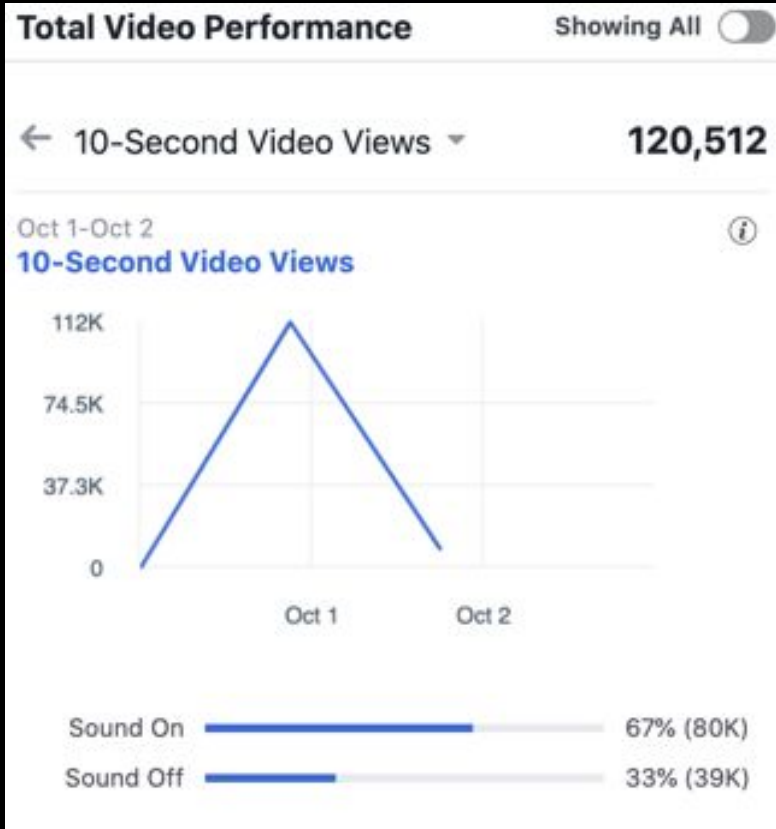 Total Video Performance Showing All
10-Second Video Views 120,512
Oct 1-Oct 2
10-Second Video Views
112K
74.5K
37.3K
0
Oct 1 Oct 2
Sound On 67% (80K)
Sound Off 33% (39K)